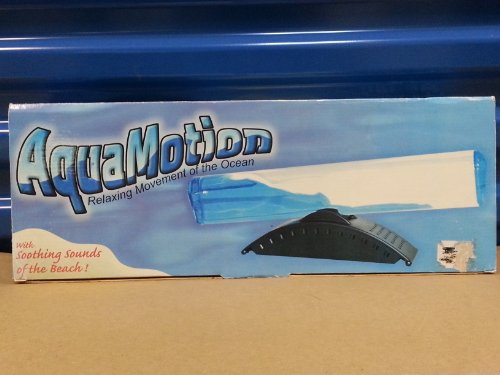 AquaMotion
Relaxing Movement of the Ocean
With
Soothing Sounds
of the Beach!